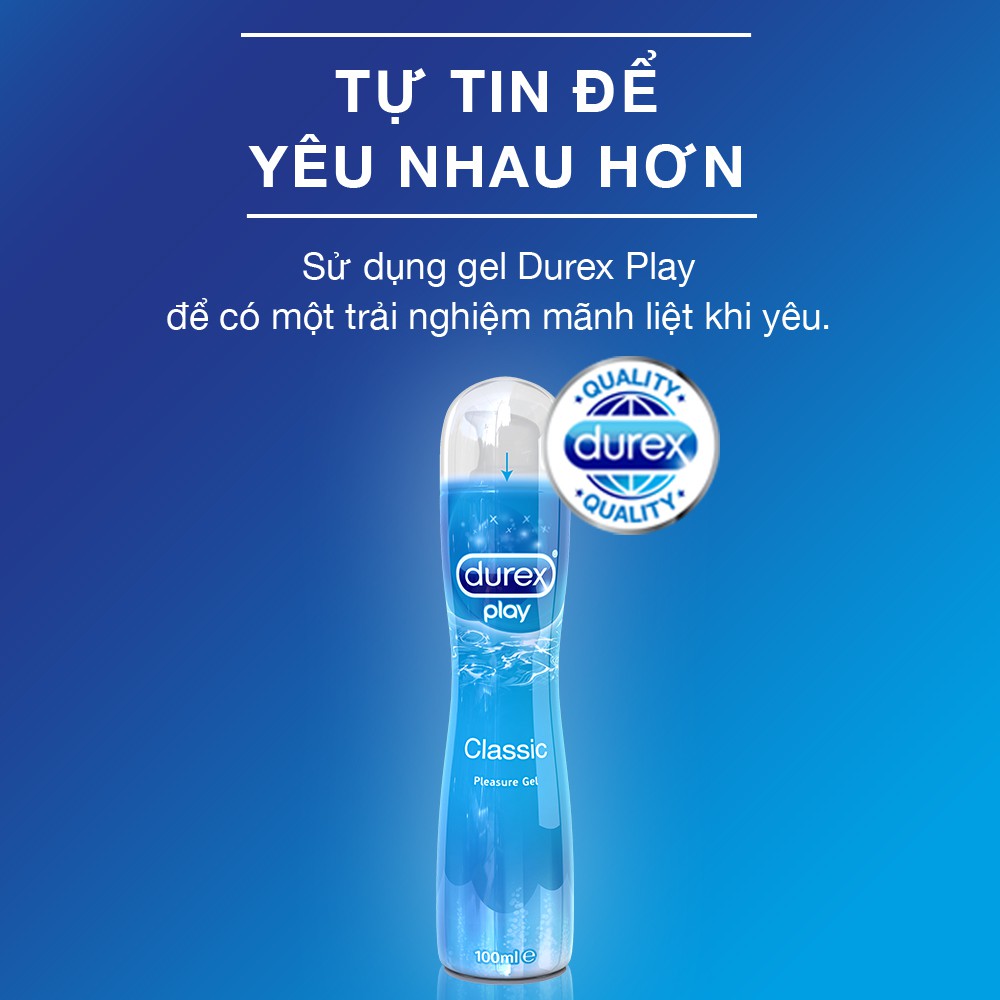 TỰ TIN ĐỂ
YÊU NHAU HƠN
Sử dụng gel Durex Play
để có một trải nghiệm mãnh liệt khi yêu.
QUALITY
durex
QUALITY
durex
play
Classic
Pleasure Gel
100ml e